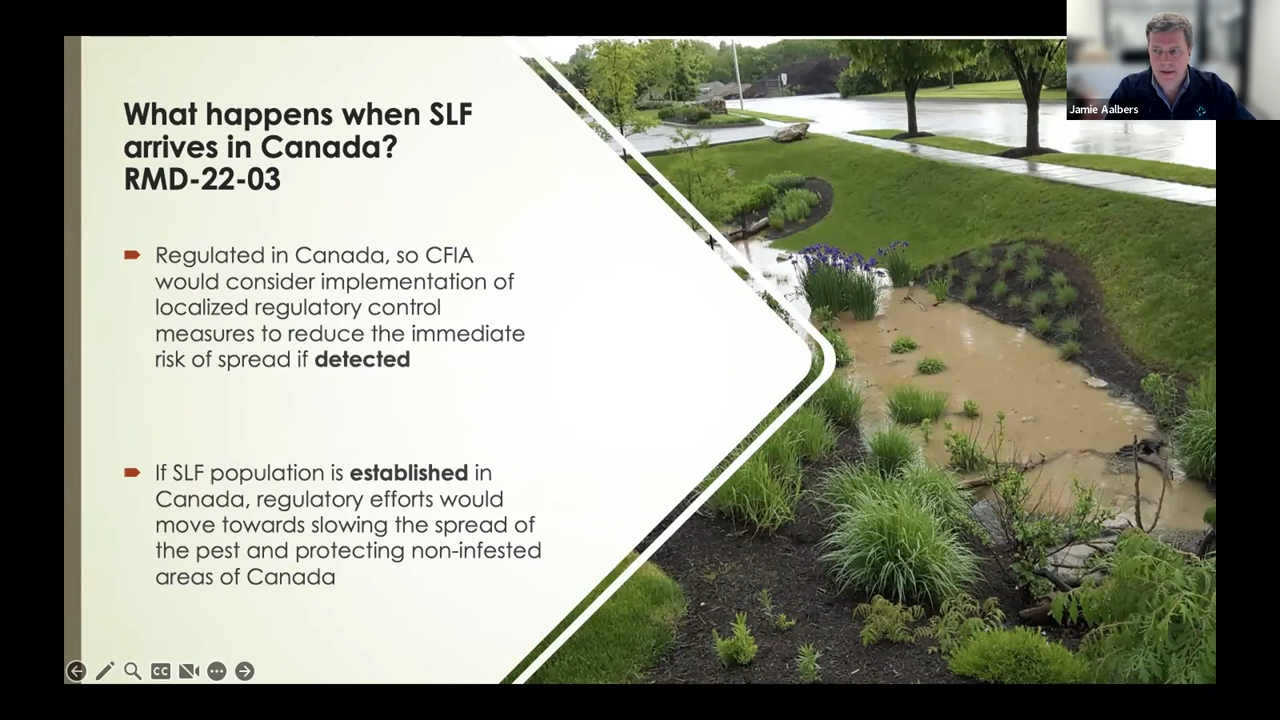 What happens when SLF
arrives in Canada?
RMD-22-03
Regulated in Canada, so CFIA
would consider implementation of
localized regulatory control
measures to reduce the immediate
risk of spread if detected
If SLF population is established in
Canada, regulatory efforts would
move towards slowing the spread of
the pest and protecting non-infested
areas of Canada
Jamie Aalbers
CC